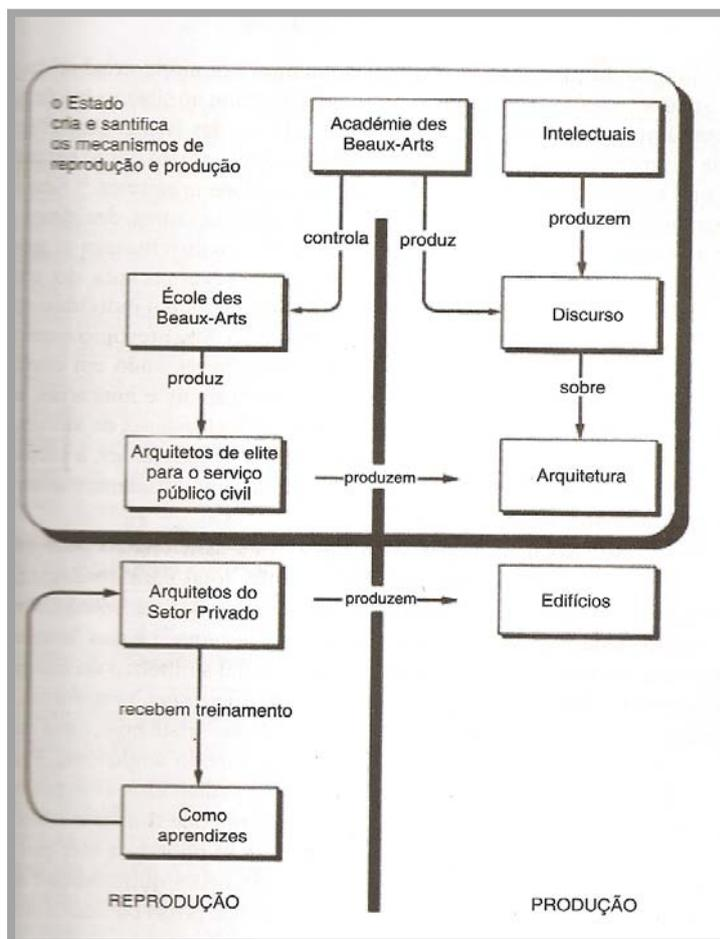 o Estado
cria e santifica
os mecanismos de
reprodução e produção
Académie des
Beaux-Arts
Intelectuais
controla
produz
produzem
École des
Beaux-Arts
Discurso
produz
sobre
Arquitetos de elite
para o serviço
público civil
produzem
Arquitetura
Arquitetos do
Setor Privado
produzem
Edifícios
recebem treinamento
Como
aprendizes
REPRODUÇÃO
PRODUÇÃO